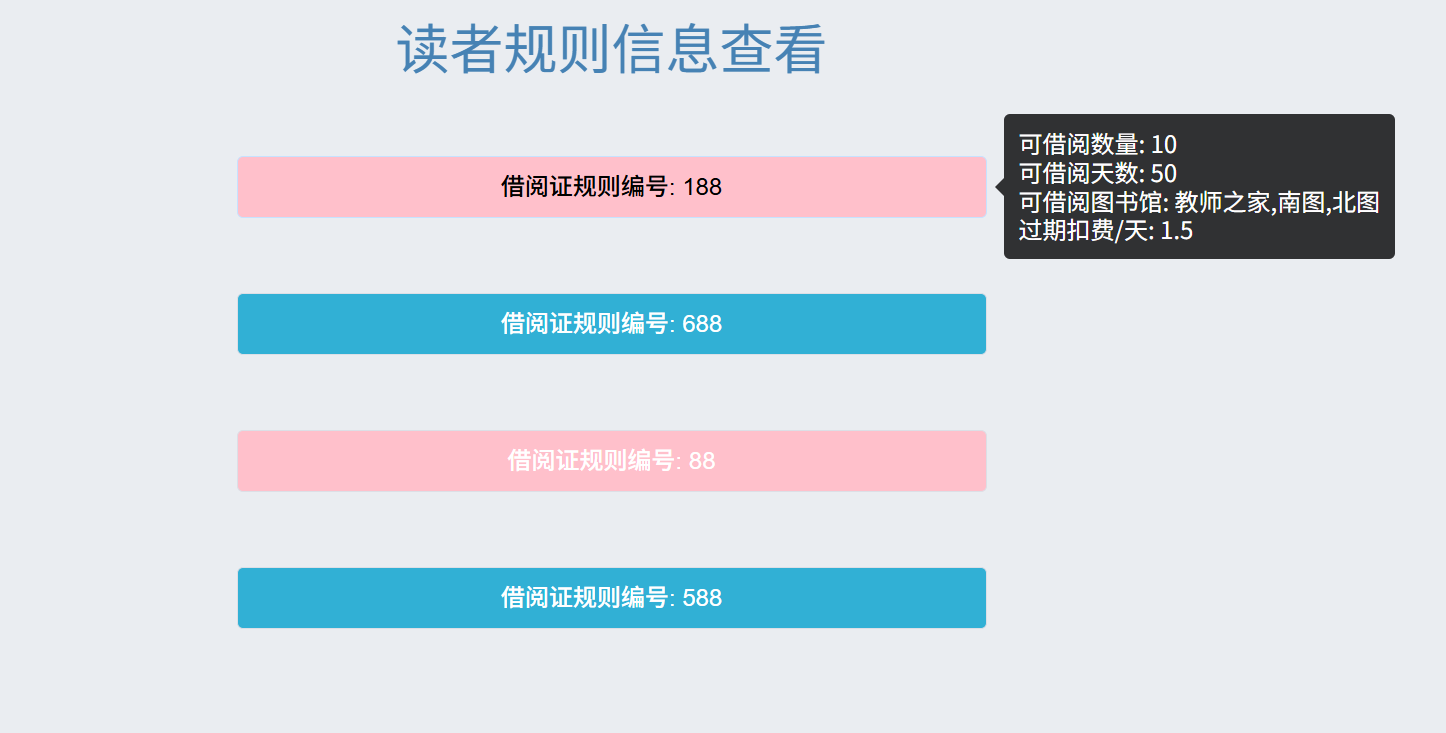 读者规则信息查看
借阅证规则编号: 188
可借阅数量: 10
可借阅天数: 50
可借阅图书馆: 教师之家,南图,北图
过期扣费/天: 1.5
借阅证规则编号: 688
借阅证规则编号: 88
借阅证规则编号: 588